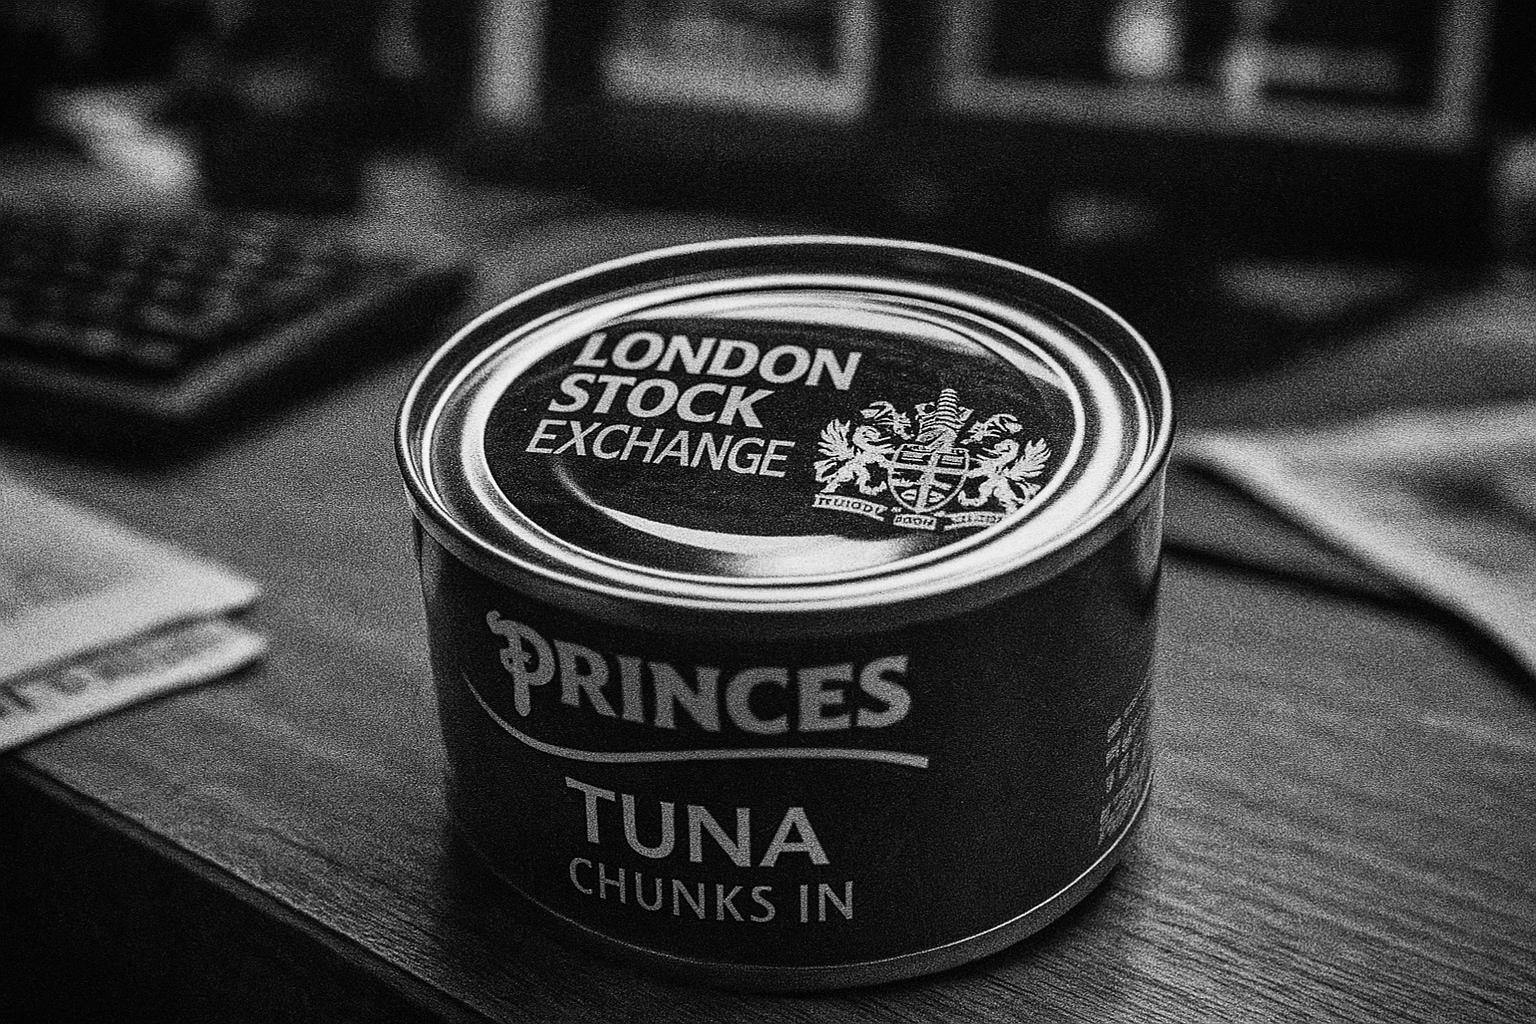 LONDON
STOCK
EXCHANGE
PRINCES
TUNA
CHUNKS IN